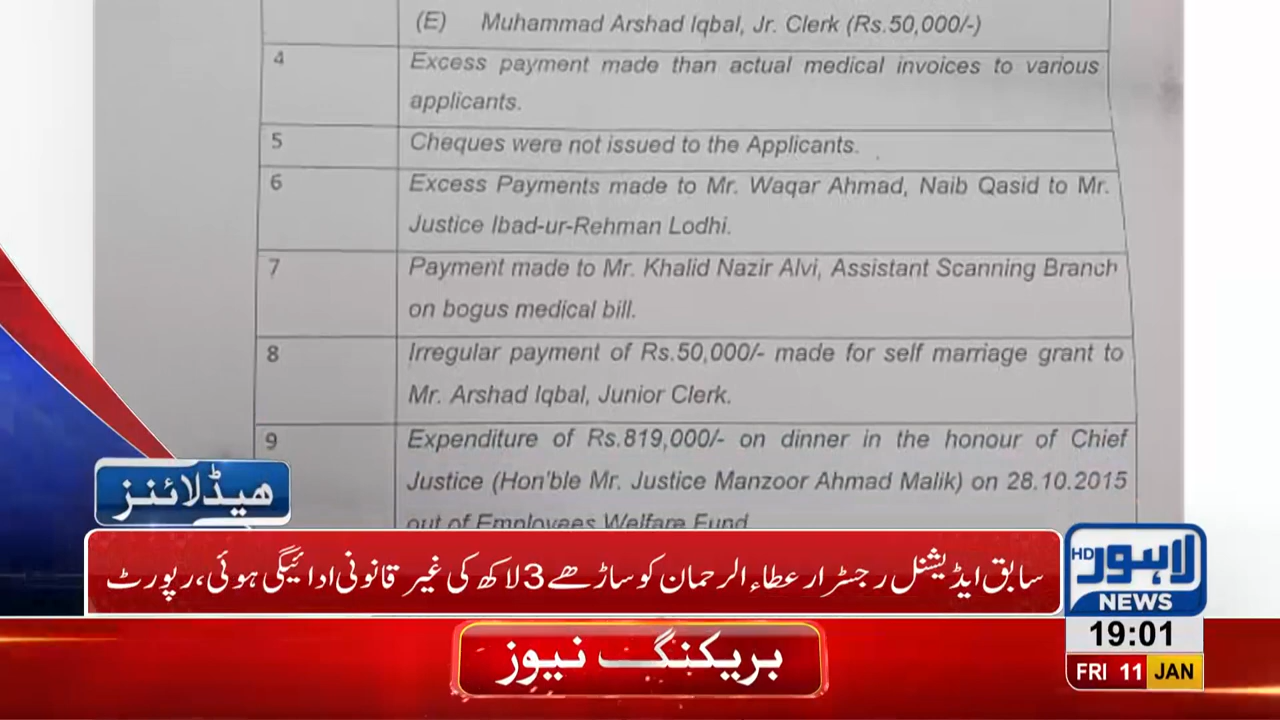 (E) Muhammad Arshad Iqbal, Jr. Clerk (Rs.50,000/-)
4 Excess payment made than actual medical invoices to various
applicants.
5 Cheques were not issued to the Applicants.
6 Excess Payments made to Mr. Waqar Ahmad, Naib Qasid to Mr.
Justice Ibad-ur-Rehman Lodhi.
7 Payment made to Mr. Khalid Nazir Alvi, Assistant Scanning Branch
on bogus medical bill.
8 Irregular payment of Rs.50,000/- made for self marriage grant to
Mr. Arshad Iqbal, Junior Clerk.
9 Expenditure of Rs.819,000/- on dinner in the honour of Chief
Justice (Hon'ble Mr. Justice Manzoor Ahmad Malik) on 28.10.2015
out of Employees Welfare Fund
ھیڈلائنز
سابق ایڈیشنل رجسٹرار عطاء الرحمان کو ساڑھے 3 لاکھ کی غیر قانونی ادائیگی ہوئی، رپورٹ
لاہور HD
NEWS
19:01
FRI 11 JAN
بریکنگ نیوز